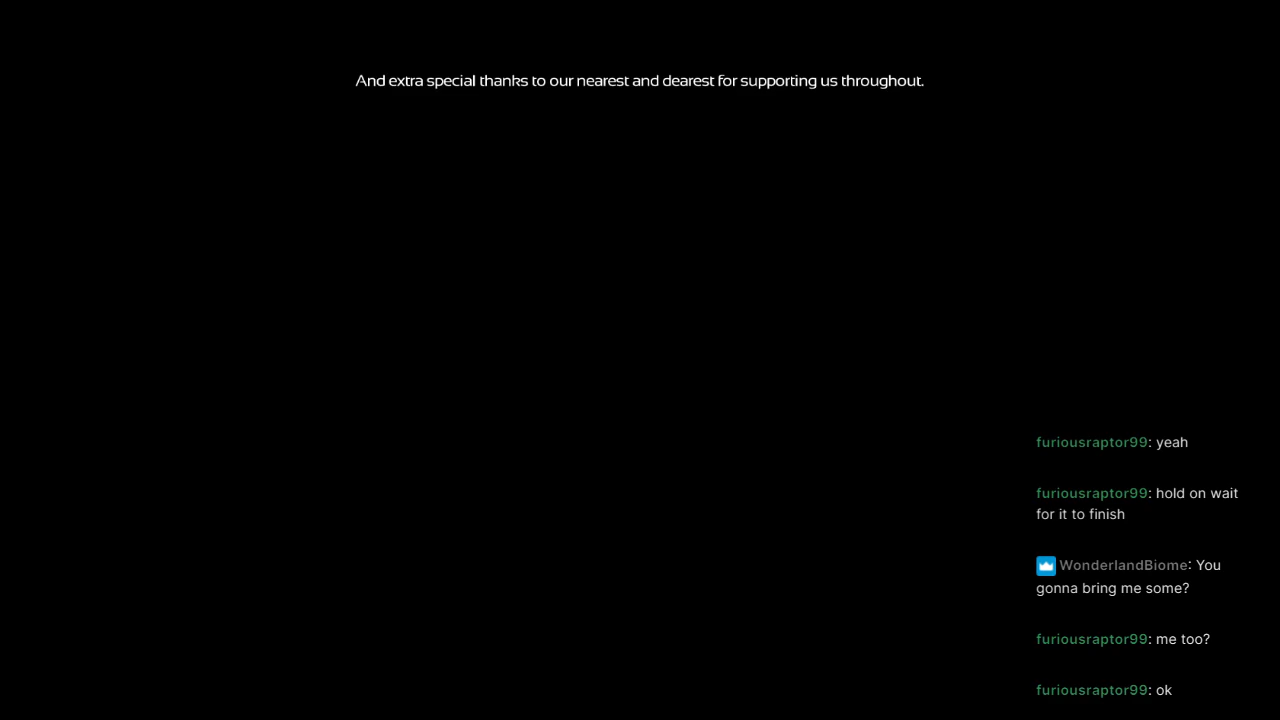 And extra special thanks to our nearest and dearest for supporting us throughout.
furiousraptor99: yeah
furiousraptor99: hold on wait
for it to finish
WonderlandBiome: You
gonna bring me some?
furiousraptor99: me too?
furiousraptor99: ok